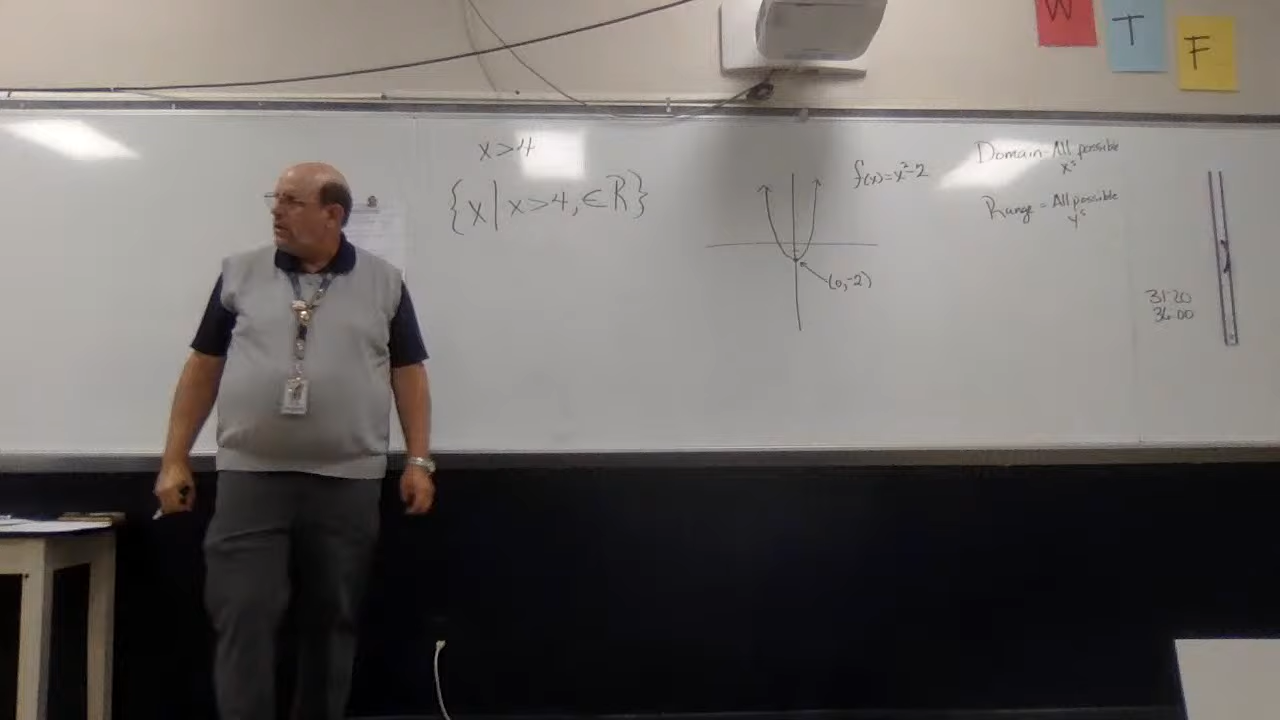 W
T
F
x>4
{x|x>4,∈R}
f(x)=x²-2
(0,-2)
Domain-All possible
x's
Range = All possible
y's
31-20
36-00